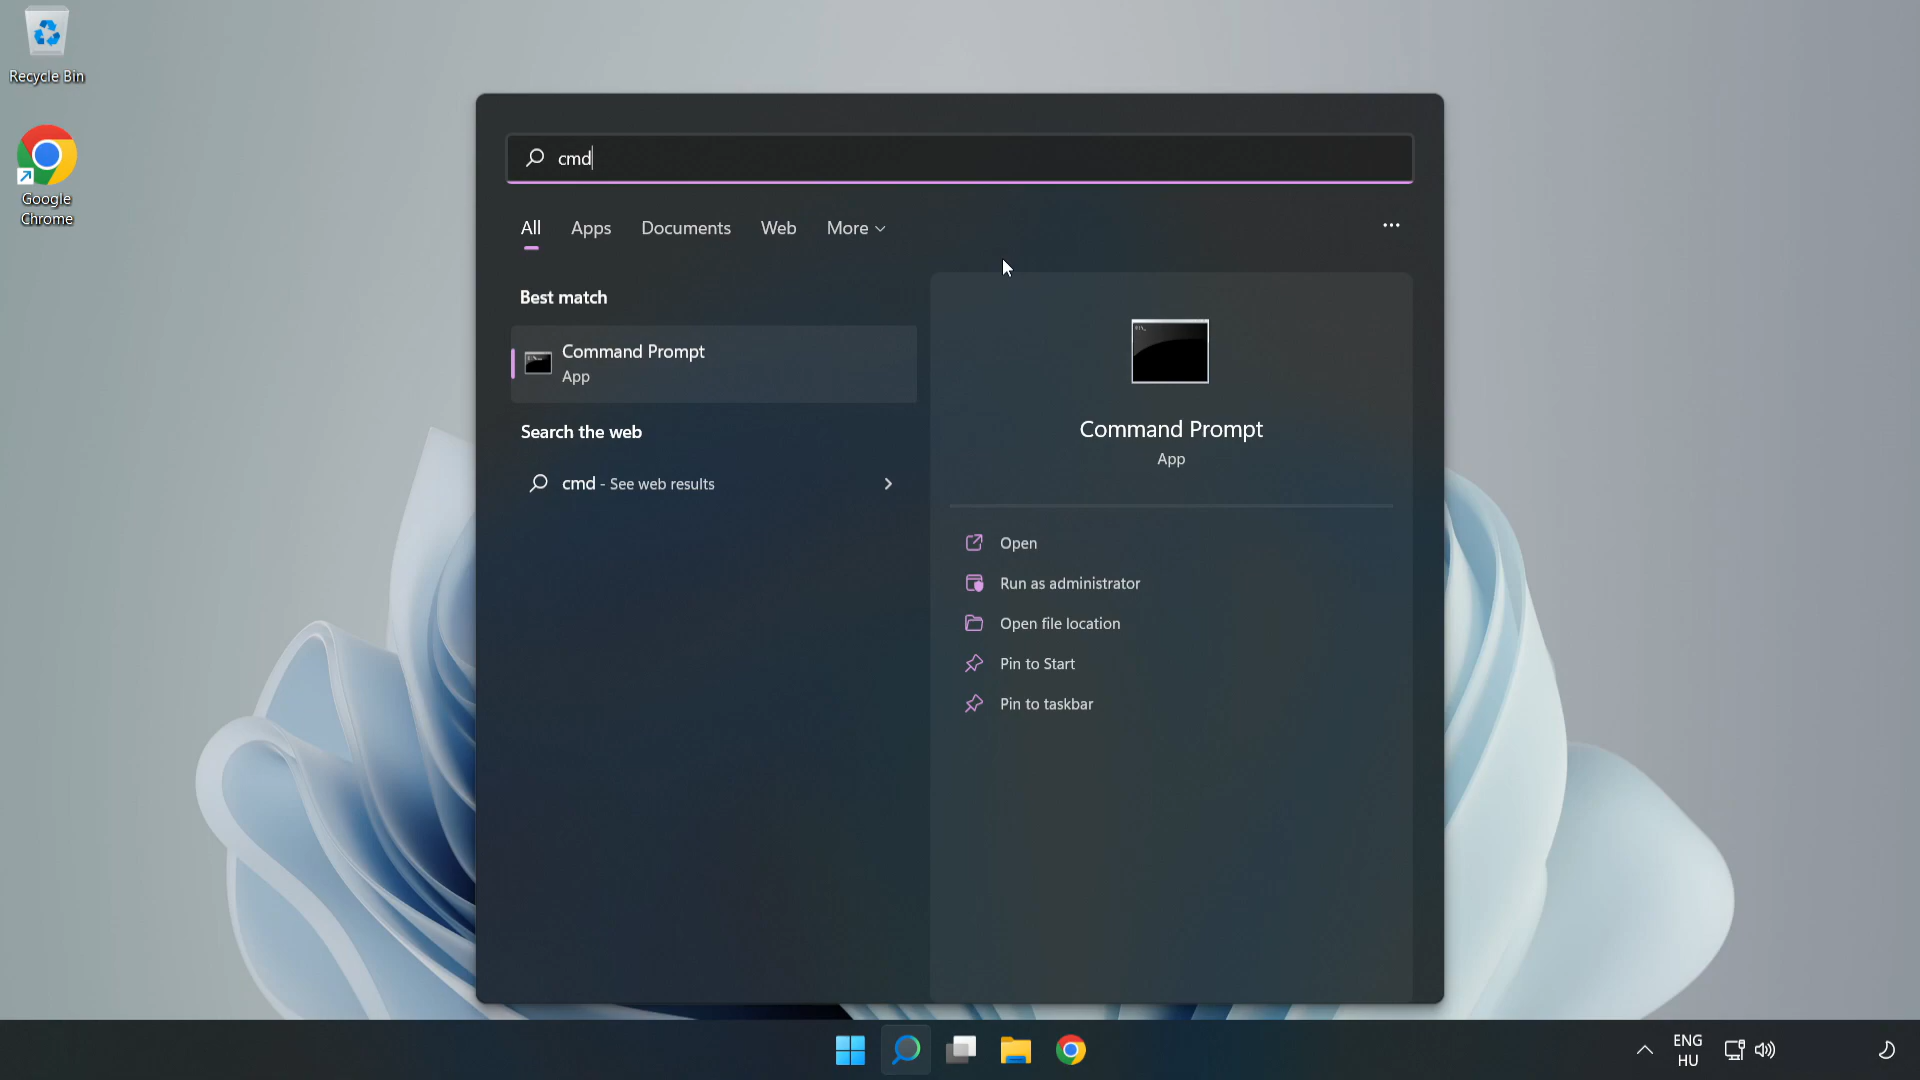 Recycle Bin
Google
Chrome
cmd
All Apps Documents Web More
Best match
Command Prompt
App
Search the web
cmd - See web results
Command Prompt
App
Open
Run as administrator
Open file location
Pin to Start
Pin to taskbar
ENG
HU